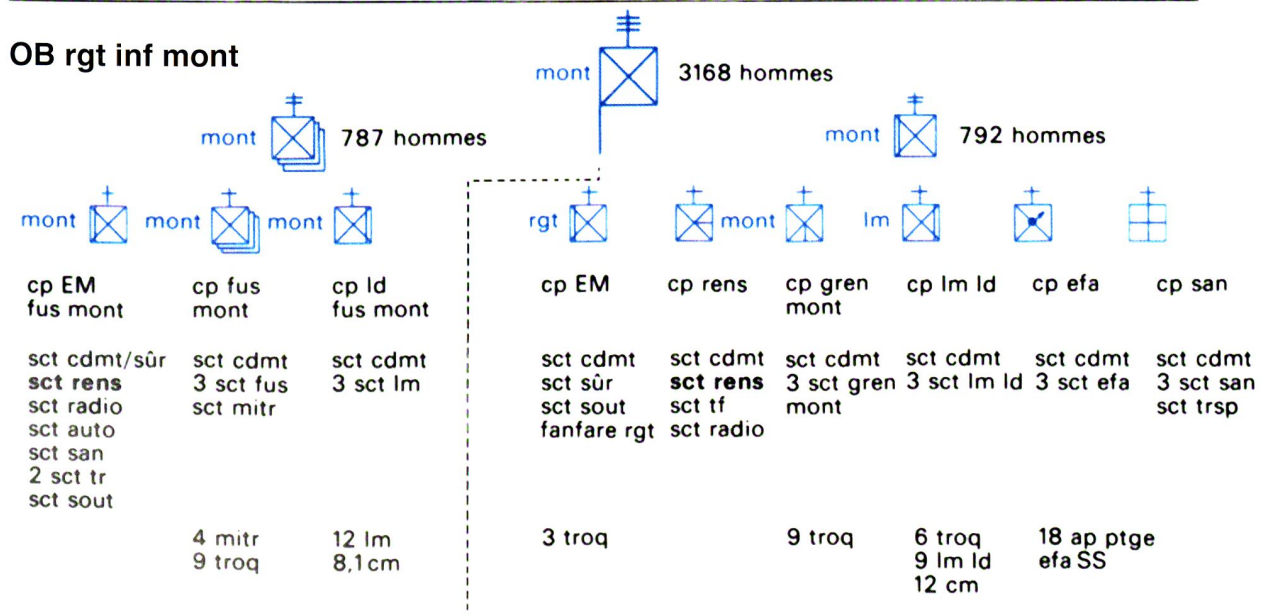 OB rgt inf mont
mont 3168 hommes
mont 787 hommes
mont 792 hommes
mont mont mont
rgt mont lm
cp EM
fus mont
cp fus
mont
cp ld
fus mont
cp EM
cp rens
cp gren
mont
cp lm ld
cp efa
cp san
sct cdmt/sûr
sct rens
sct radio
sct auto
sct san
2 sct tr
sct sout
sct cdmt
3 sct fus
sct mitr
sct cdmt
3 sct lm
sct cdmt
sct sûr
sct sout
fanfare rgt
sct cdmt
sct rens
sct tf
sct radio
sct cdmt
3 sct gren
mont
sct cdmt
3 sct lm ld
sct cdmt
3 sct efa
sct cdmt
3 sct san
sct trsp
4 mitr
9 troq
12 lm
8,1 cm
3 troq
9 troq
6 troq
9 lm ld
12 cm
18 ap ptge
efa SS